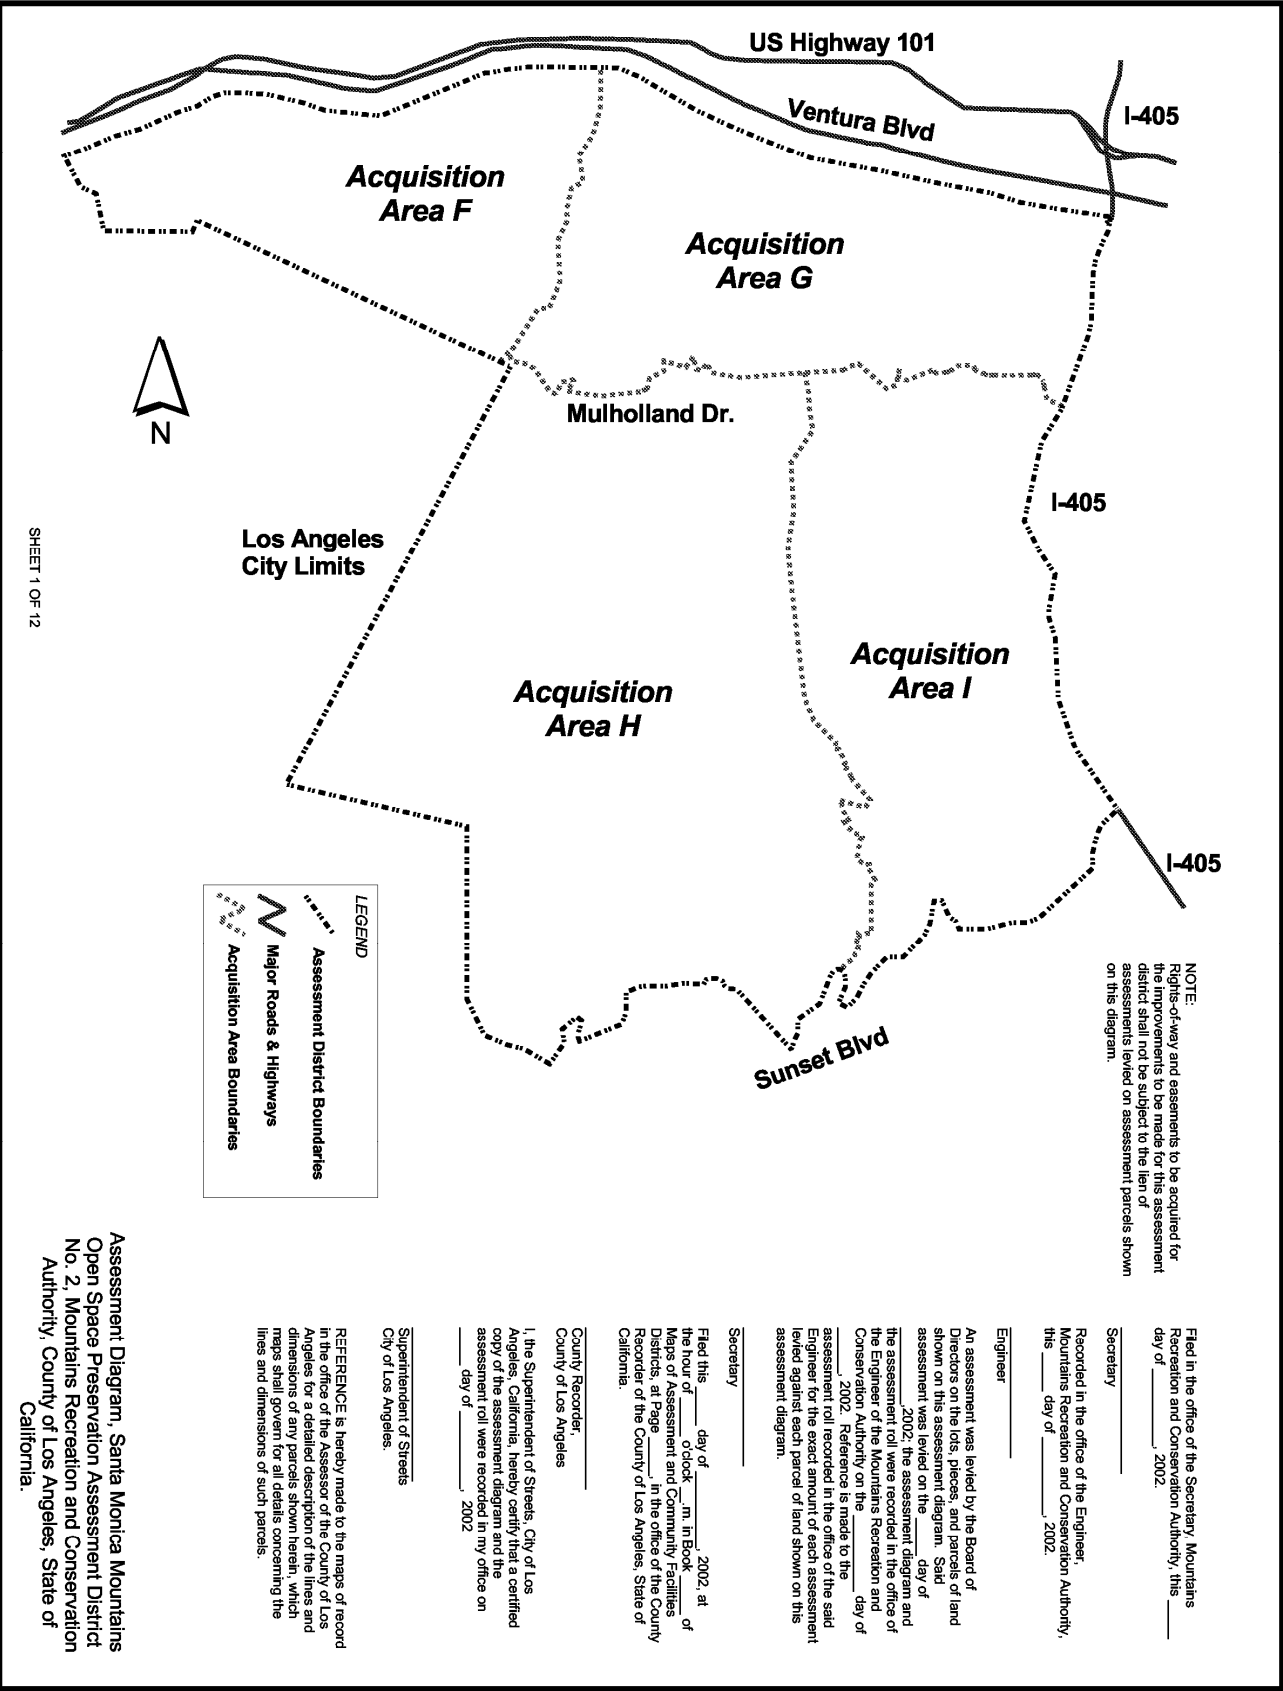 US Highway 101
I-405
Ventura Blvd
Acquisition
Area F
Acquisition
Area G
Mulholland Dr.
N
I-405
Los Angeles
City Limits
Acquisition
Area I
Acquisition
Area H
I-405
Sunset Blvd
SHEET 1 OF 12
LEGEND
Assessment District Boundaries
Major Roads & Highways
Acquisition Area Boundaries
NOTE:
Rights-of-way and easements to be acquired for
the improvements to be made for this assessment
district shall not be subject to the lien of
assessments levied on assessment parcels shown
on this diagram.
Filed in the office of the Secretary, Mountains
Recreation and Conservation Authority, this _____
day of _________, 2002.
Secretary
Recorded in the office of the Engineer,
Mountains Recreation and Conservation Authority,
this _____ day of _________, 2002.
Engineer
An assessment was levied by the Board of
Directors on the lots, pieces, and parcels of land
shown on this assessment diagram. Said
assessment was levied on the _____ day of
_________,2002; the assessment diagram and
the assessment roll were recorded in the office of
the Engineer of the Mountains Recreation and
Conservation Authority on the _________ day of
_________, 2002. Reference is made to the
assessment roll recorded in the office of the said
Engineer for the exact amount of each assessment
levied against each parcel of land shown on this
assessment diagram.
Secretary
Filed this _____ day of _________, 2002, at
the hour of _____ o'clock __.m. in Book _____ of
Maps of Assessment and Community Facilities
Districts, at Page _____, in the office of the County
Recorder of the County of Los Angeles, State of
California.
County Recorder,
County of Los Angeles
I, the Superintendent of Streets, City of Los
Angeles, California, hereby certify that a certified
copy of the assessment diagram and the
assessment roll were recorded in my office on
_____ day of _________, 2002
Superintendent of Streets
City of Los Angeles.
REFERENCE is hereby made to the maps of record
in the office of the Assessor of the County of Los
Angeles for a detailed description of the lines and
dimensions of any parcels shown herein, which
maps shall govern for all details concerning the
lines and dimensions of such parcels.
Assessment Diagram, Santa Monica Mountains
Open Space Preservation Assessment District
No. 2, Mountains Recreation and Conservation
Authority, County of Los Angeles, State of
California.